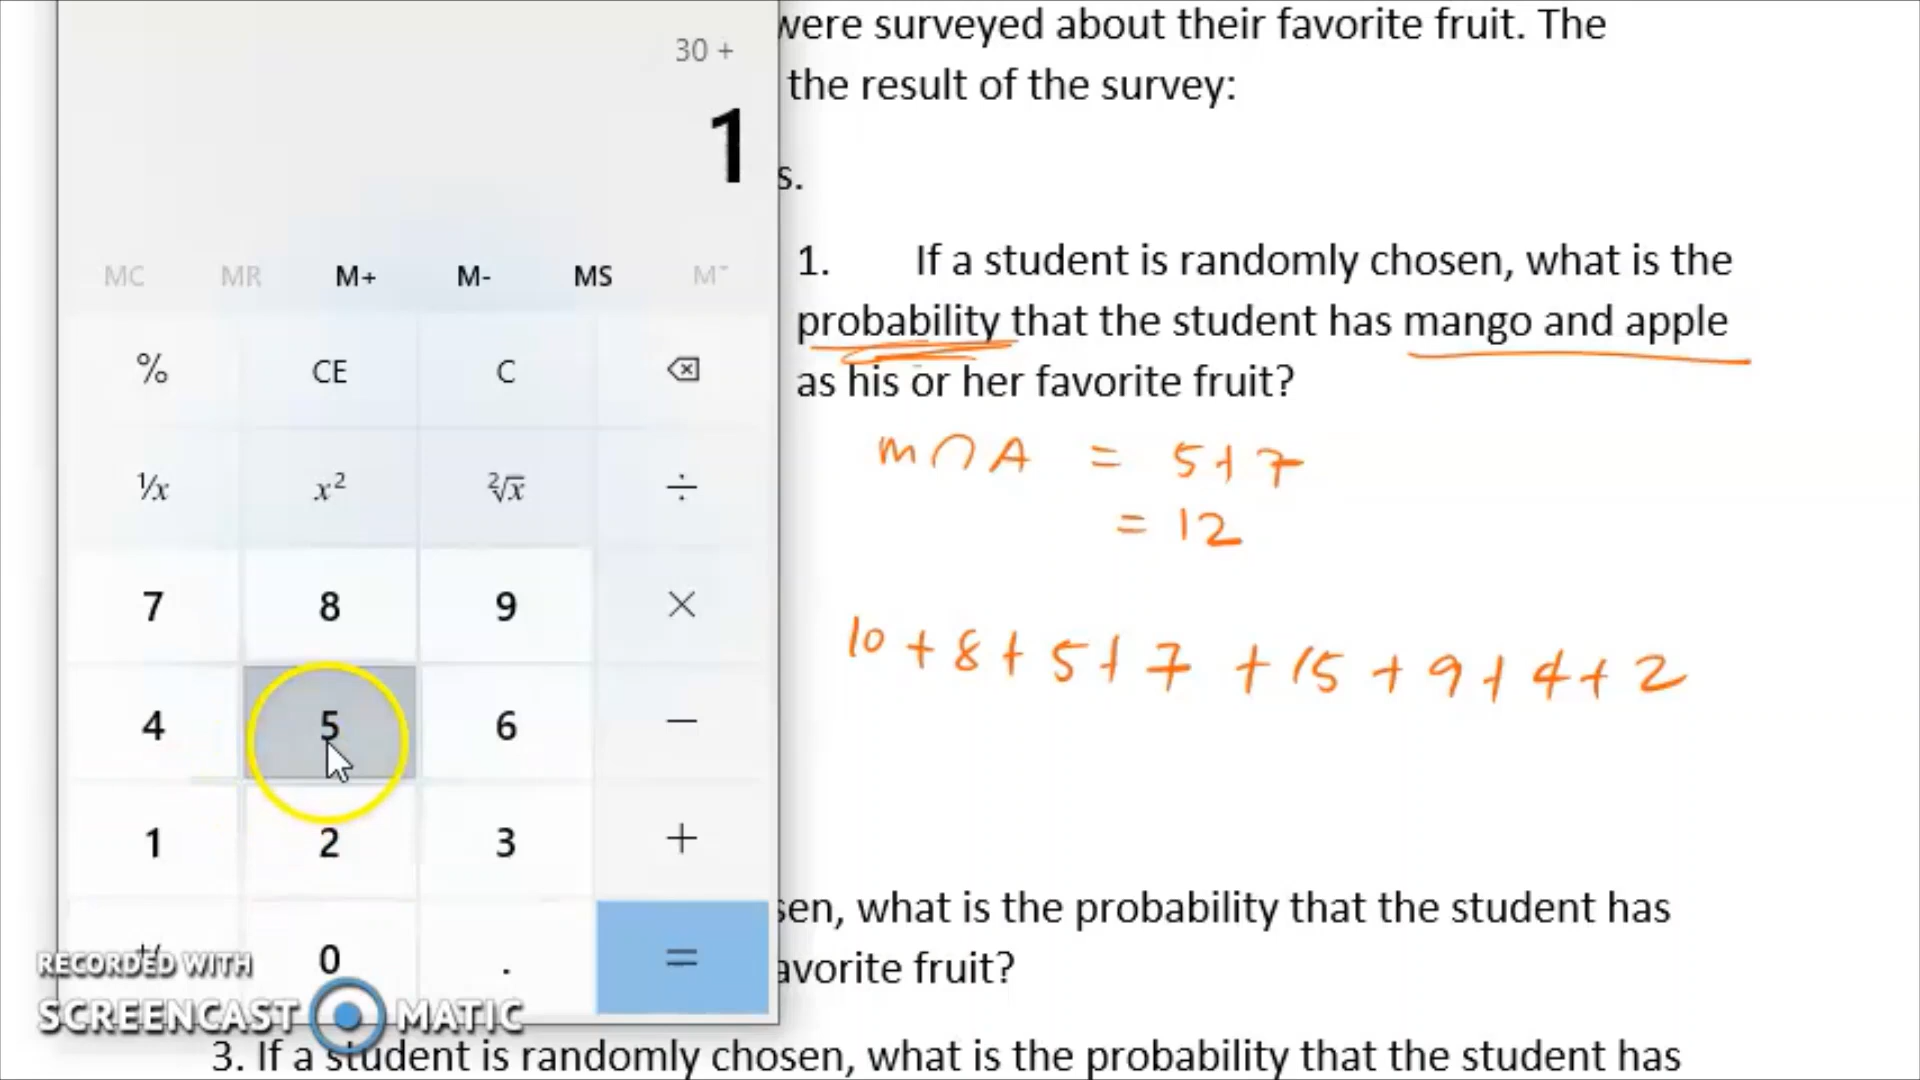 30 +
1
MC MR M+ M- MS M˅
% CE C
¹/x x² ²√x ÷
7 8 9 ×
4 5 6 −
1 2 3 +
0 . =
were surveyed about their favorite fruit. The
the result of the survey:
s.
1. If a student is randomly chosen, what is the
probability that the student has mango and apple
as his or her favorite fruit?
m∩A = 5+7
= 12
10+8+5+7+15+9+4+2
sen, what is the probability that the student has
avorite fruit?
3. If a student is randomly chosen, what is the probability that the student has
RECORDED WITH
SCREENCAST MATIC